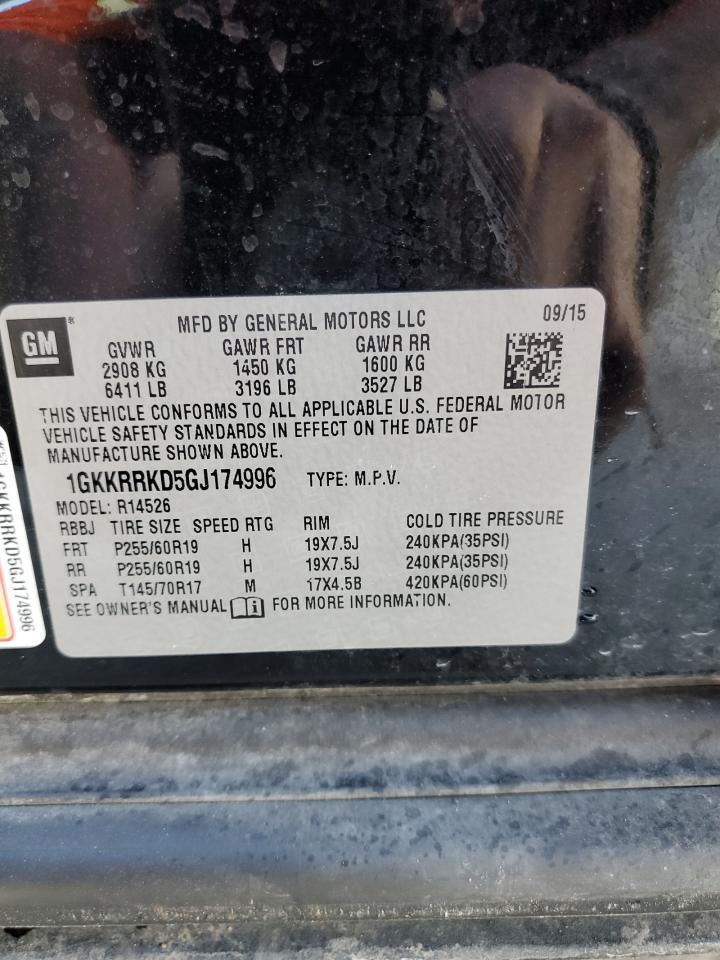 GM
MFD BY GENERAL MOTORS LLC 09/15
GVWR GAWR FRT GAWR RR
2908 KG 1450 KG 1600 KG
6411 LB 3196 LB 3527 LB
THIS VEHICLE CONFORMS TO ALL APPLICABLE U.S. FEDERAL MOTOR
VEHICLE SAFETY STANDARDS IN EFFECT ON THE DATE OF
MANUFACTURE SHOWN ABOVE.
1GKKRRKD5GJ174996 TYPE: M.P.V.
MODEL: R14526
RBBJ TIRE SIZE SPEED RTG RIM COLD TIRE PRESSURE
FRT P255/60R19 H 19X7.5J 240KPA(35PSI)
RR P255/60R19 H 19X7.5J 240KPA(35PSI)
SPA T145/70R17 M 17X4.5B 420KPA(60PSI)
SEE OWNER'S MANUAL FOR MORE INFORMATION.
1GKKRRKD5GJ174996